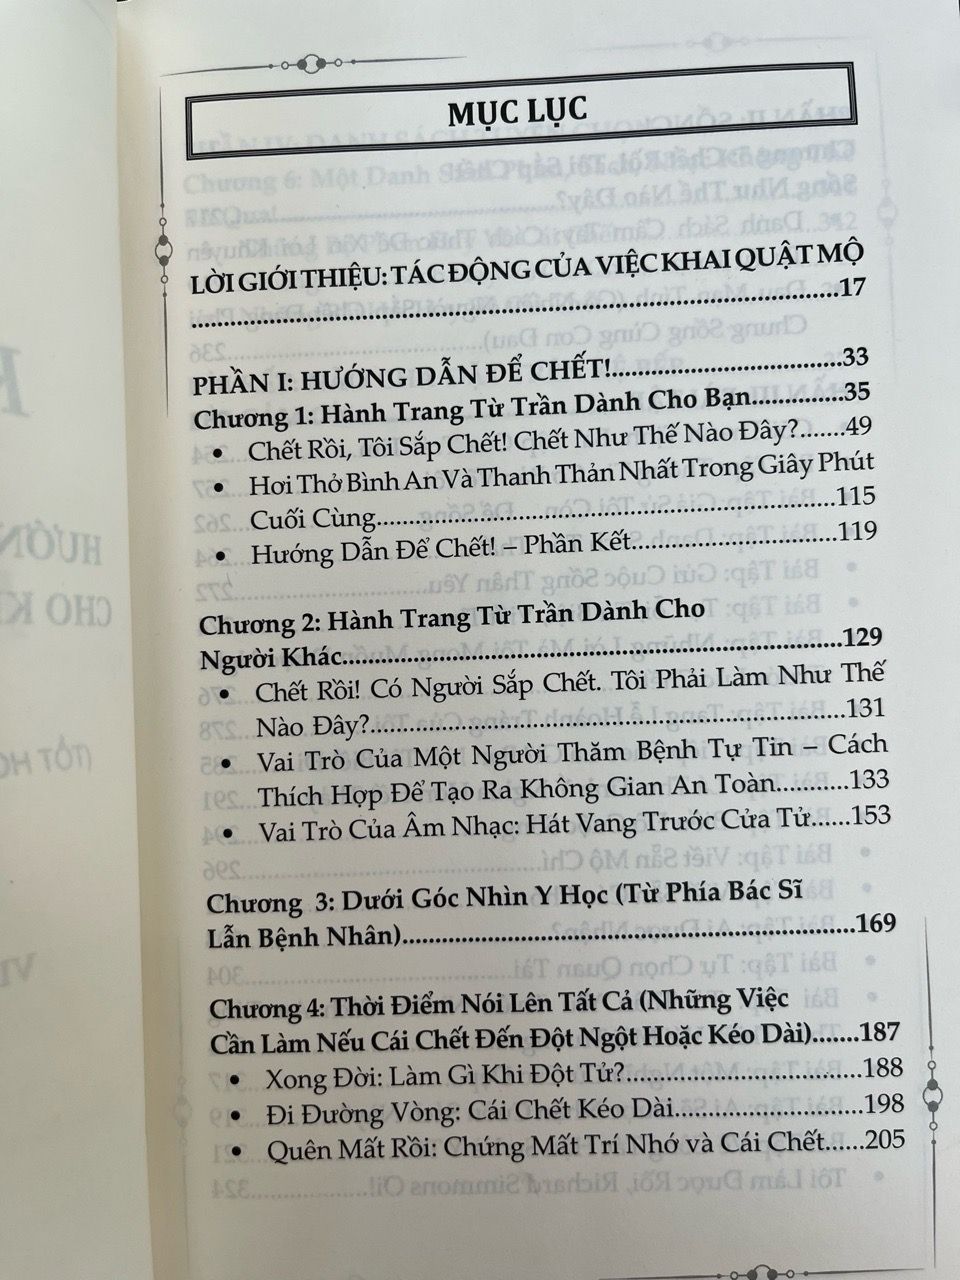 MỤC LỤC
LỜI GIỚI THIỆU: TÁC ĐỘNG CỦA VIỆC KHAI QUẬT MỘ
........................................................................................17
PHẦN I: HƯỚNG DẪN ĐỂ CHẾT!..............................33
Chương 1: Hành Trang Từ Trần Dành Cho Bạn.............35
• Chết Rồi, Tôi Sắp Chết! Chết Như Thế Nào Đây?......49
• Hơi Thở Bình An Và Thanh Thản Nhất Trong Giây Phút
Cuối Cùng...............................................................115
• Hướng Dẫn Để Chết! – Phần Kết.................................119
Chương 2: Hành Trang Từ Trần Dành Cho
Người Khác.....................................................................129
• Chết Rồi! Có Người Sắp Chết. Tôi Phải Làm Như Thế
Nào Đây?..................................................................131
• Vai Trò Của Một Người Thăm Bệnh Tự Tin – Cách
Thích Hợp Để Tạo Ra Không Gian An Toàn..........133
• Vai Trò Của Âm Nhạc: Hát Vang Trước Cửa Tử......153
Chương 3: Dưới Góc Nhìn Y Học (Từ Phía Bác Sĩ
Lẫn Bệnh Nhân)..............................................................169
Chương 4: Thời Điểm Nói Lên Tất Cả (Những Việc
Cần Làm Nếu Cái Chết Đến Đột Ngột Hoặc Kéo Dài).......187
• Xong Đời: Làm Gì Khi Đột Tử?..................................188
• Đi Đường Vòng: Cái Chết Kéo Dài...........................198
• Quên Mất Rồi: Chứng Mất Trí Nhớ và Cái Chết......205